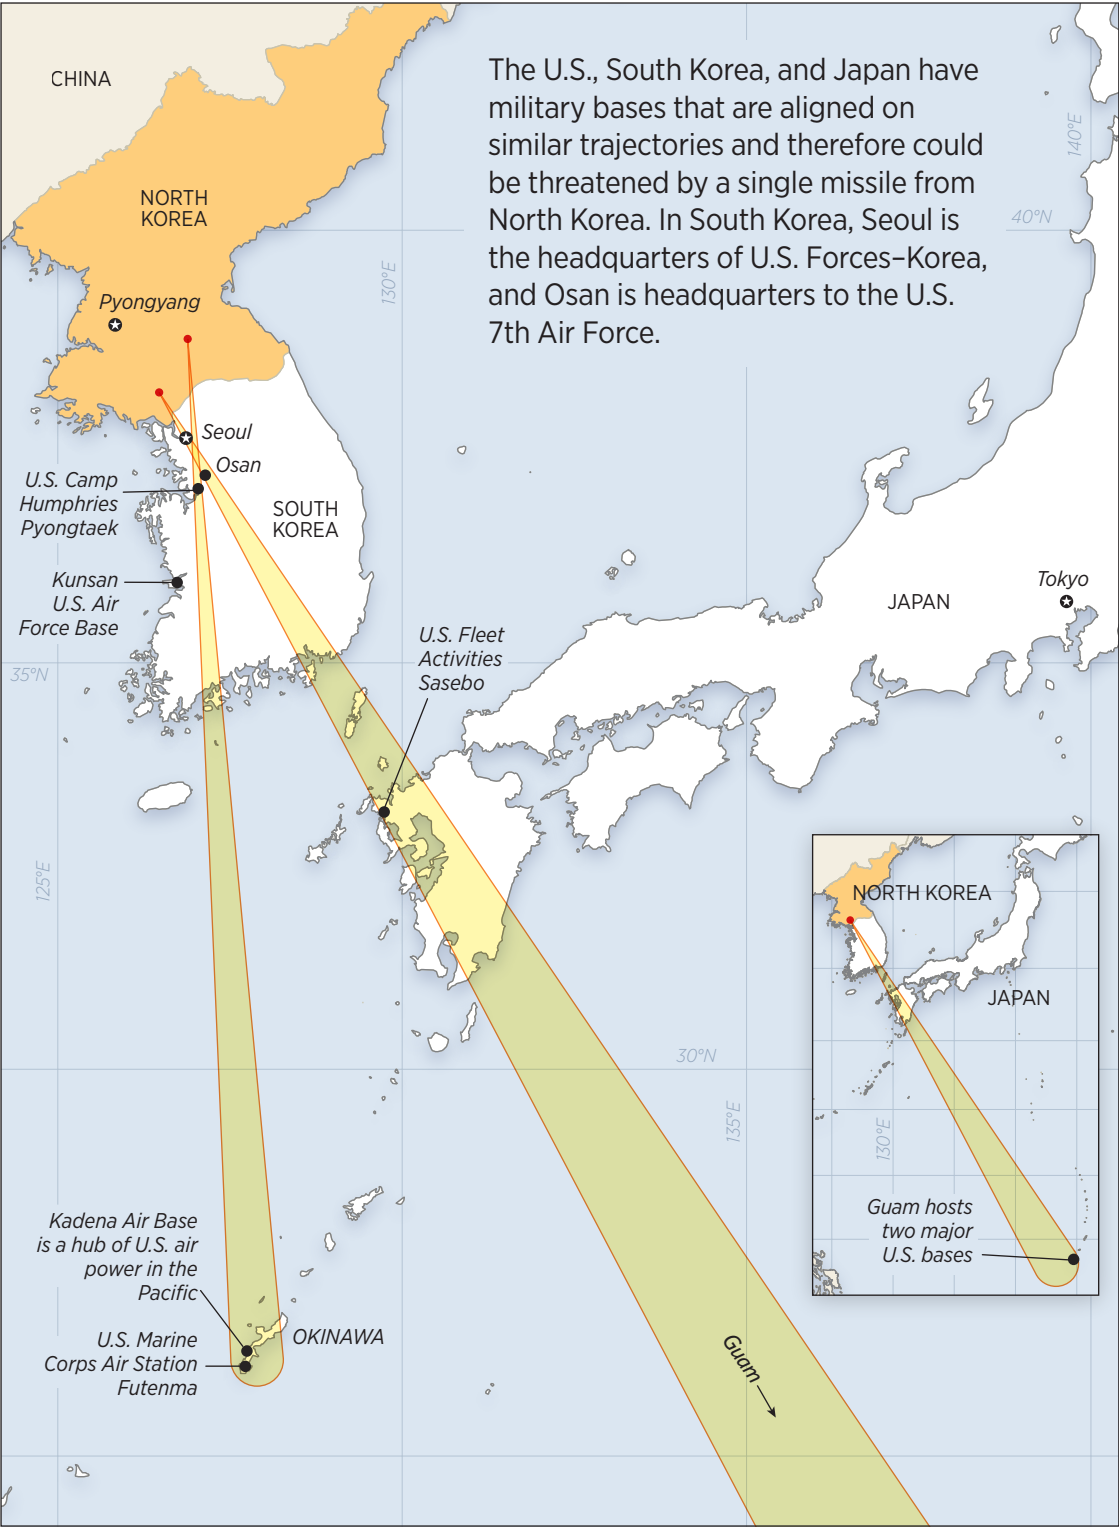 CHINA
The U.S., South Korea, and Japan have
military bases that are aligned on
similar trajectories and therefore could
be threatened by a single missile from
North Korea. In South Korea, Seoul is
the headquarters of U.S. Forces–Korea,
and Osan is headquarters to the U.S.
7th Air Force.
140°E
40°N
130°E
NORTH
KOREA
Pyongyang
Seoul
Osan
U.S. Camp
Humphries
Pyongtaek
SOUTH
KOREA
Kunsan
U.S. Air
Force Base
JAPAN
Tokyo
U.S. Fleet
Activities
Sasebo
35°N
125°E
NORTH KOREA
JAPAN
130°E
Guam hosts
two major
U.S. bases
30°N
135°E
Kadena Air Base
is a hub of U.S. air
power in the
Pacific
U.S. Marine
Corps Air Station
Futenma
OKINAWA
Guam